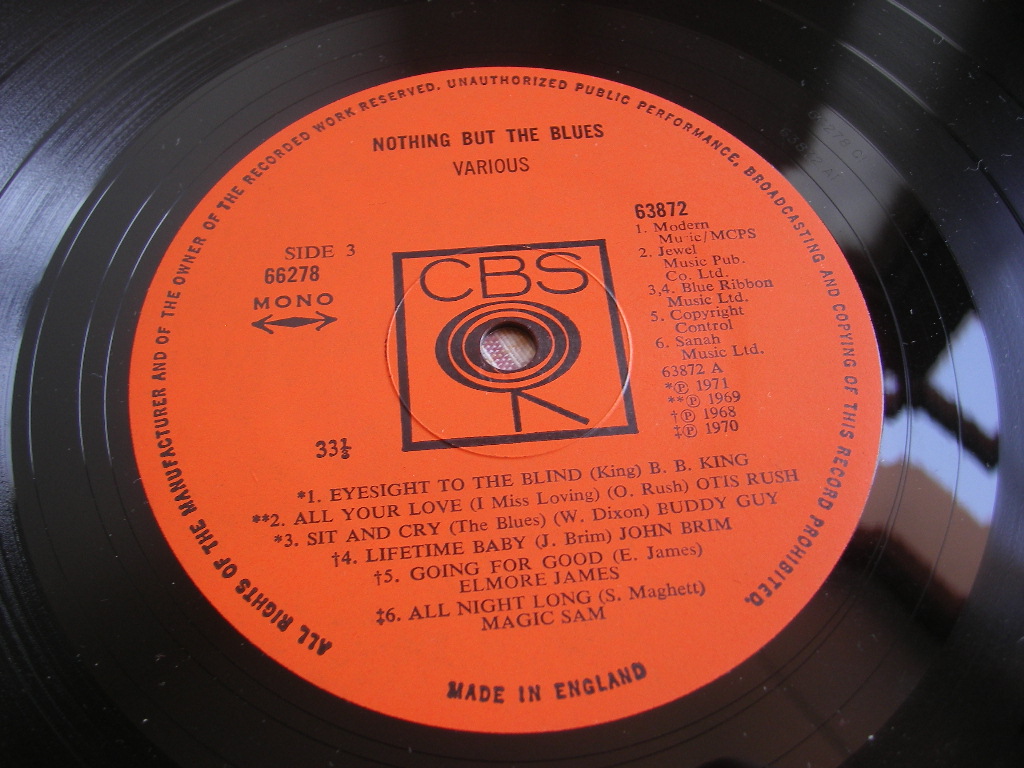 ALL RIGHTS OF THE MANUFACTURER AND OF THE OWNER OF THE RECORDED WORK RESERVED. UNAUTHORIZED PUBLIC PERFORMANCE, BROADCASTING AND COPYING OF THIS RECORD PROHIBITED.
NOTHING BUT THE BLUES
VARIOUS
SIDE 3
66278
MONO
33⅓
CBS
63872
1. Modern
Music/MCPS
2. Jewel
Music Pub.
Co. Ltd.
3,4. Blue Ribbon
Music Ltd.
5. Copyright
Control
6. Sanah
Music Ltd.
63872 A
*℗ 1971
**℗ 1969
†℗ 1968
‡℗ 1970
*1. EYESIGHT TO THE BLIND (King) B. B. KING
**2. ALL YOUR LOVE (I Miss Loving) (O. Rush) OTIS RUSH
*3. SIT AND CRY (The Blues) (W. Dixon) BUDDY GUY
†4. LIFETIME BABY (J. Brim) JOHN BRIM
†5. GOING FOR GOOD (E. James)
ELMORE JAMES
‡6. ALL NIGHT LONG (S. Maghett)
MAGIC SAM
MADE IN ENGLAND